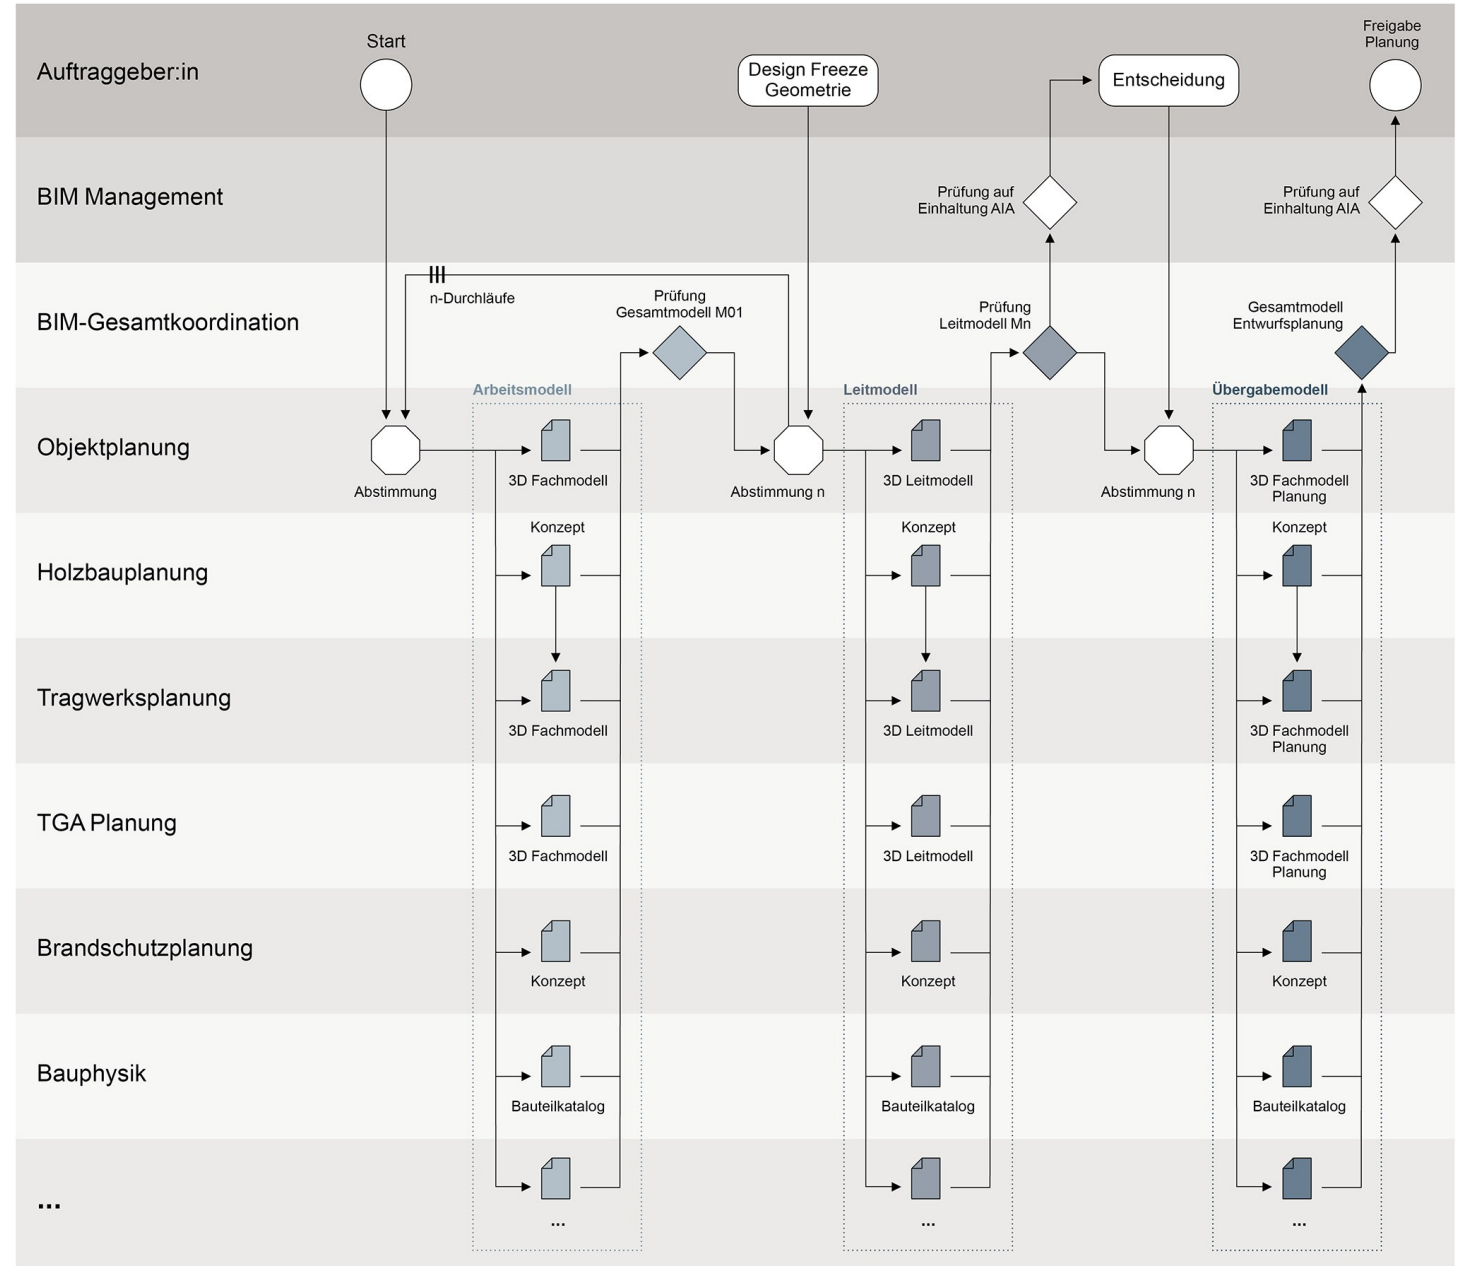 Auftraggeber:in
Start
Design Freeze
Geometrie
Entscheidung
Freigabe
Planung
BIM Management
Prüfung auf
Einhaltung AIA
Prüfung auf
Einhaltung AIA
BIM-Gesamtkoordination
n-Durchläufe
Prüfung
Gesamtmodell M01
Prüfung
Leitmodell Mn
Gesamtmodell
Entwurfsplanung
Arbeitsmodell
Leitmodell
Übergabemodell
Objektplanung
Abstimmung
3D Fachmodell
Abstimmung n
3D Leitmodell
Abstimmung n
3D Fachmodell
Planung
Holzbauplanung
Konzept
Konzept
Konzept
Tragwerksplanung
3D Fachmodell
3D Leitmodell
3D Fachmodell
Planung
TGA Planung
3D Fachmodell
3D Leitmodell
3D Fachmodell
Planung
Brandschutzplanung
Konzept
Konzept
Konzept
Bauphysik
Bauteilkatalog
Bauteilkatalog
Bauteilkatalog
...
...
...
...